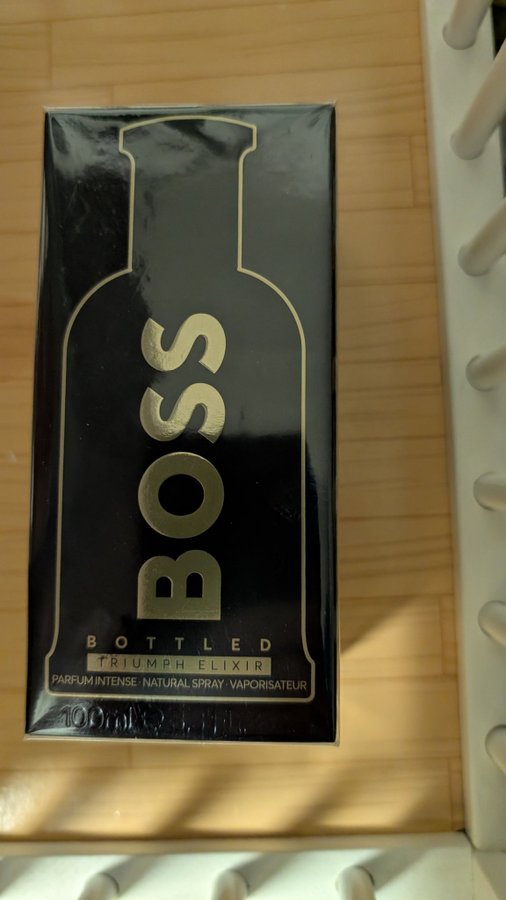 BOSS
BOTTLED
TRIUMPH ELIXIR
PARFUM INTENSE · NATURAL SPRAY · VAPORISATEUR
100ml